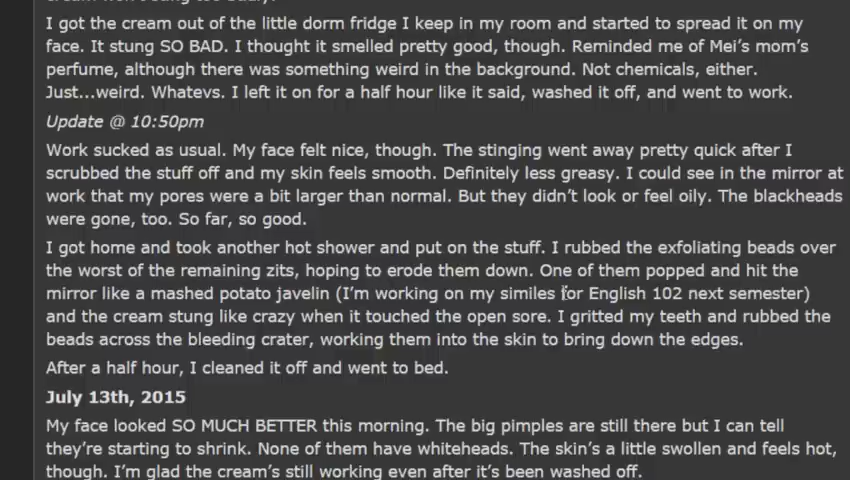 I got the cream out of the little dorm fridge I keep in my room and started to spread it on my
face. It stung SO BAD. I thought it smelled pretty good, though. Reminded me of Mei’s mom’s
perfume, although there was something weird in the background. Not chemicals, either.
Just...weird. Whatevs. I left it on for a half hour like it said, washed it off, and went to work.
Update @ 10:50pm
Work sucked as usual. My face felt nice, though. The stinging went away pretty quick after I
scrubbed the stuff off and my skin feels smooth. Definitely less greasy. I could see in the mirror at
work that my pores were a bit larger than normal. But they didn’t look or feel oily. The blackheads
were gone, too. So far, so good.
I got home and took another hot shower and put on the stuff. I rubbed the exfoliating beads over
the worst of the remaining zits, hoping to erode them down. One of them popped and hit the
mirror like a mashed potato javelin (I’m working on my similes for English 102 next semester)
and the cream stung like crazy when it touched the open sore. I gritted my teeth and rubbed the
beads across the bleeding crater, working them into the skin to bring down the edges.
After a half hour, I cleaned it off and went to bed.
July 13th, 2015
My face looked SO MUCH BETTER this morning. The big pimples are still there but I can tell
they’re starting to shrink. None of them have whiteheads. The skin’s a little swollen and feels hot,
though. I’m glad the cream’s still working even after it’s been washed off.